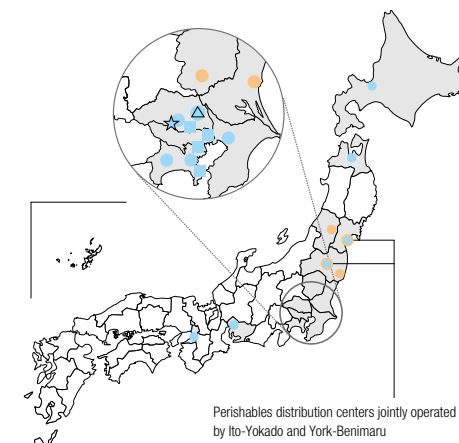 Perishables distribution centers jointly operated
by Ito-Yokado and York-Benimaru